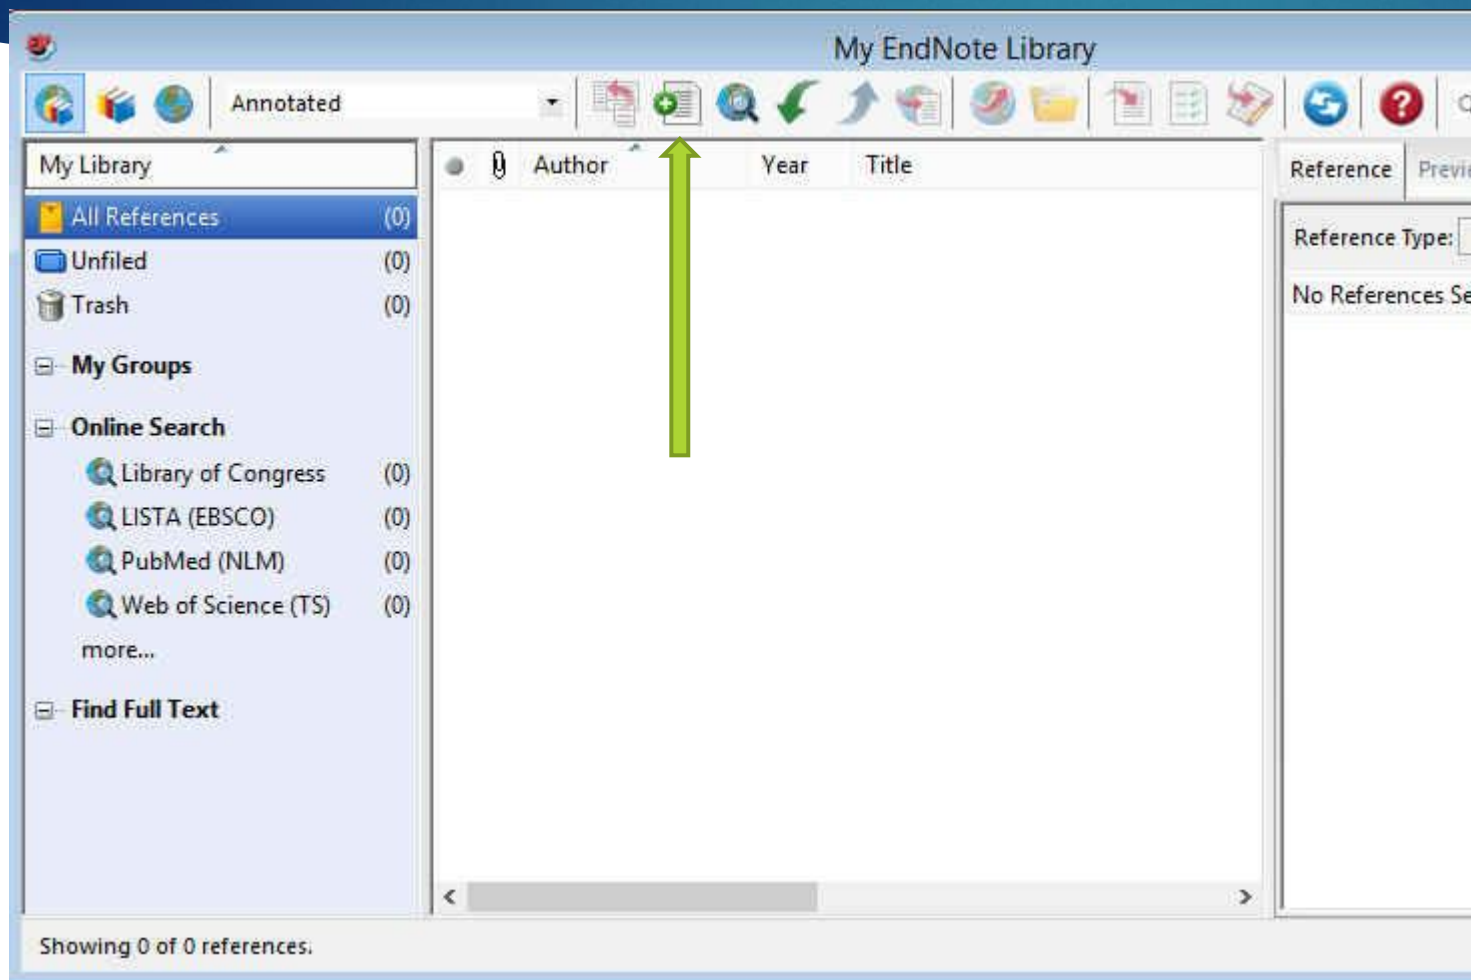 My EndNote Library
Annotated
My Library
All References (0)
Unfiled (0)
Trash (0)
My Groups
Online Search
Library of Congress (0)
LISTA (EBSCO) (0)
PubMed (NLM) (0)
Web of Science (TS) (0)
more...
Find Full Text
Author Year Title
Reference Previe
Reference Type:
No References Se
Showing 0 of 0 references.